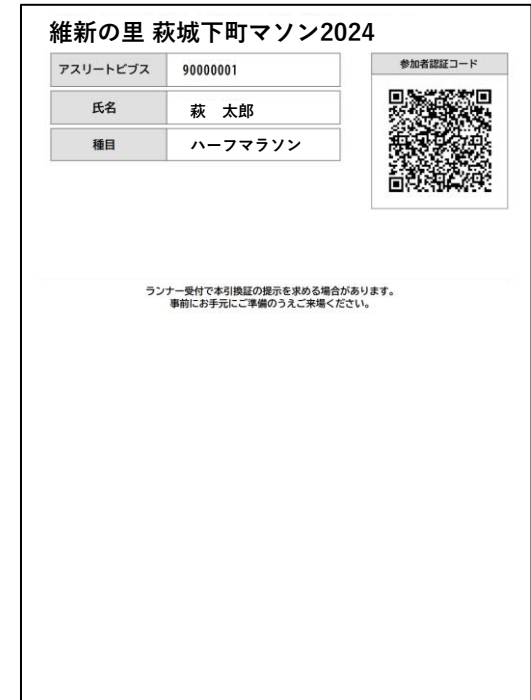 維新の里 萩城下町マソン2024
アスリートビブス 90000001
氏名 萩　太郎
種目 ハーフマラソン
参加者認証コード
ランナー受付で本引換証の提示を求める場合があります。
事前にお手元にご準備のうえご来場ください。